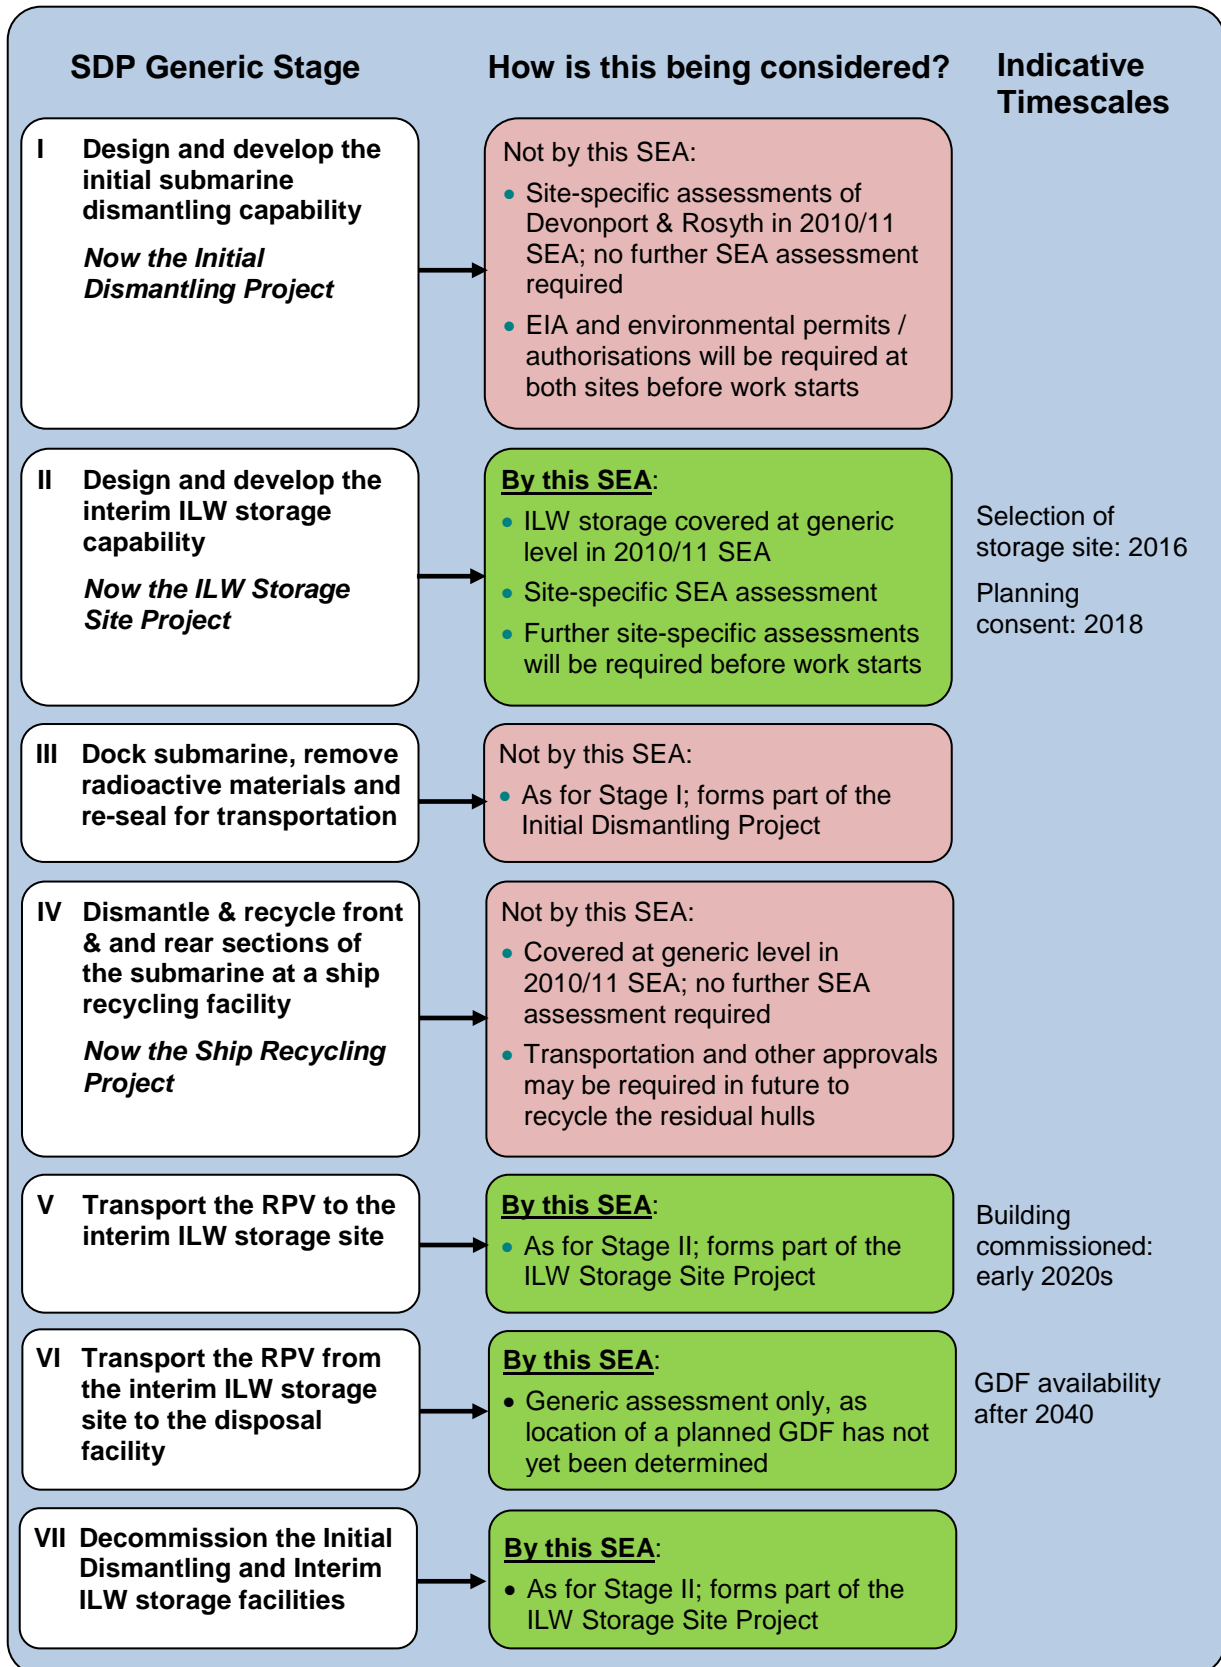 SDP Generic Stage
How is this being considered?
Indicative
Timescales
I Design and develop the
initial submarine
dismantling capability
Now the Initial
Dismantling Project
Not by this SEA:
• Site-specific assessments of
Devonport & Rosyth in 2010/11
SEA; no further SEA assessment
required
• EIA and environmental permits /
authorisations will be required at
both sites before work starts
II Design and develop the
interim ILW storage
capability
Now the ILW Storage
Site Project
By this SEA:
• ILW storage covered at generic
level in 2010/11 SEA
• Site-specific SEA assessment
• Further site-specific assessments
will be required before work starts
Selection of
storage site: 2016
Planning
consent: 2018
III Dock submarine, remove
radioactive materials and
re-seal for transportation
Not by this SEA:
• As for Stage I; forms part of the
Initial Dismantling Project
IV Dismantle & recycle front
& and rear sections of
the submarine at a ship
recycling facility
Now the Ship Recycling
Project
Not by this SEA:
• Covered at generic level in
2010/11 SEA; no further SEA
assessment required
• Transportation and other approvals
may be required in future to
recycle the residual hulls
V Transport the RPV to the
interim ILW storage site
By this SEA:
• As for Stage II; forms part of the
ILW Storage Site Project
Building
commissioned:
early 2020s
VI Transport the RPV from
the interim ILW storage
site to the disposal
facility
By this SEA:
• Generic assessment only, as
location of a planned GDF has not
yet been determined
GDF availability
after 2040
VII Decommission the Initial
Dismantling and Interim
ILW storage facilities
By this SEA:
• As for Stage II; forms part of the
ILW Storage Site Project